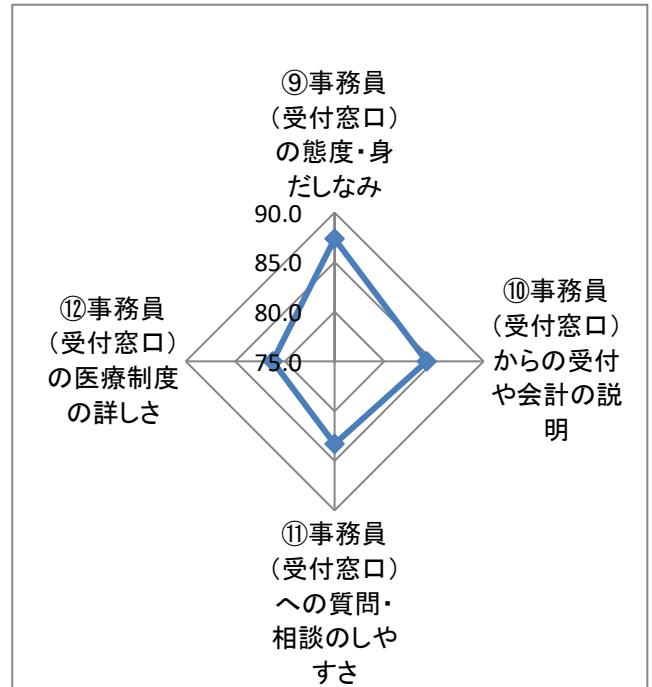 ⑨事務員
（受付窓口）
の態度・身
だしなみ
90.0
85.0
80.0
75.0
⑩事務員
（受付窓口）
からの受付
や会計の説
明
⑪事務員
（受付窓口）
への質問・
相談のしや
すさ
⑫事務員
（受付窓口）
の医療制度
の詳しさ